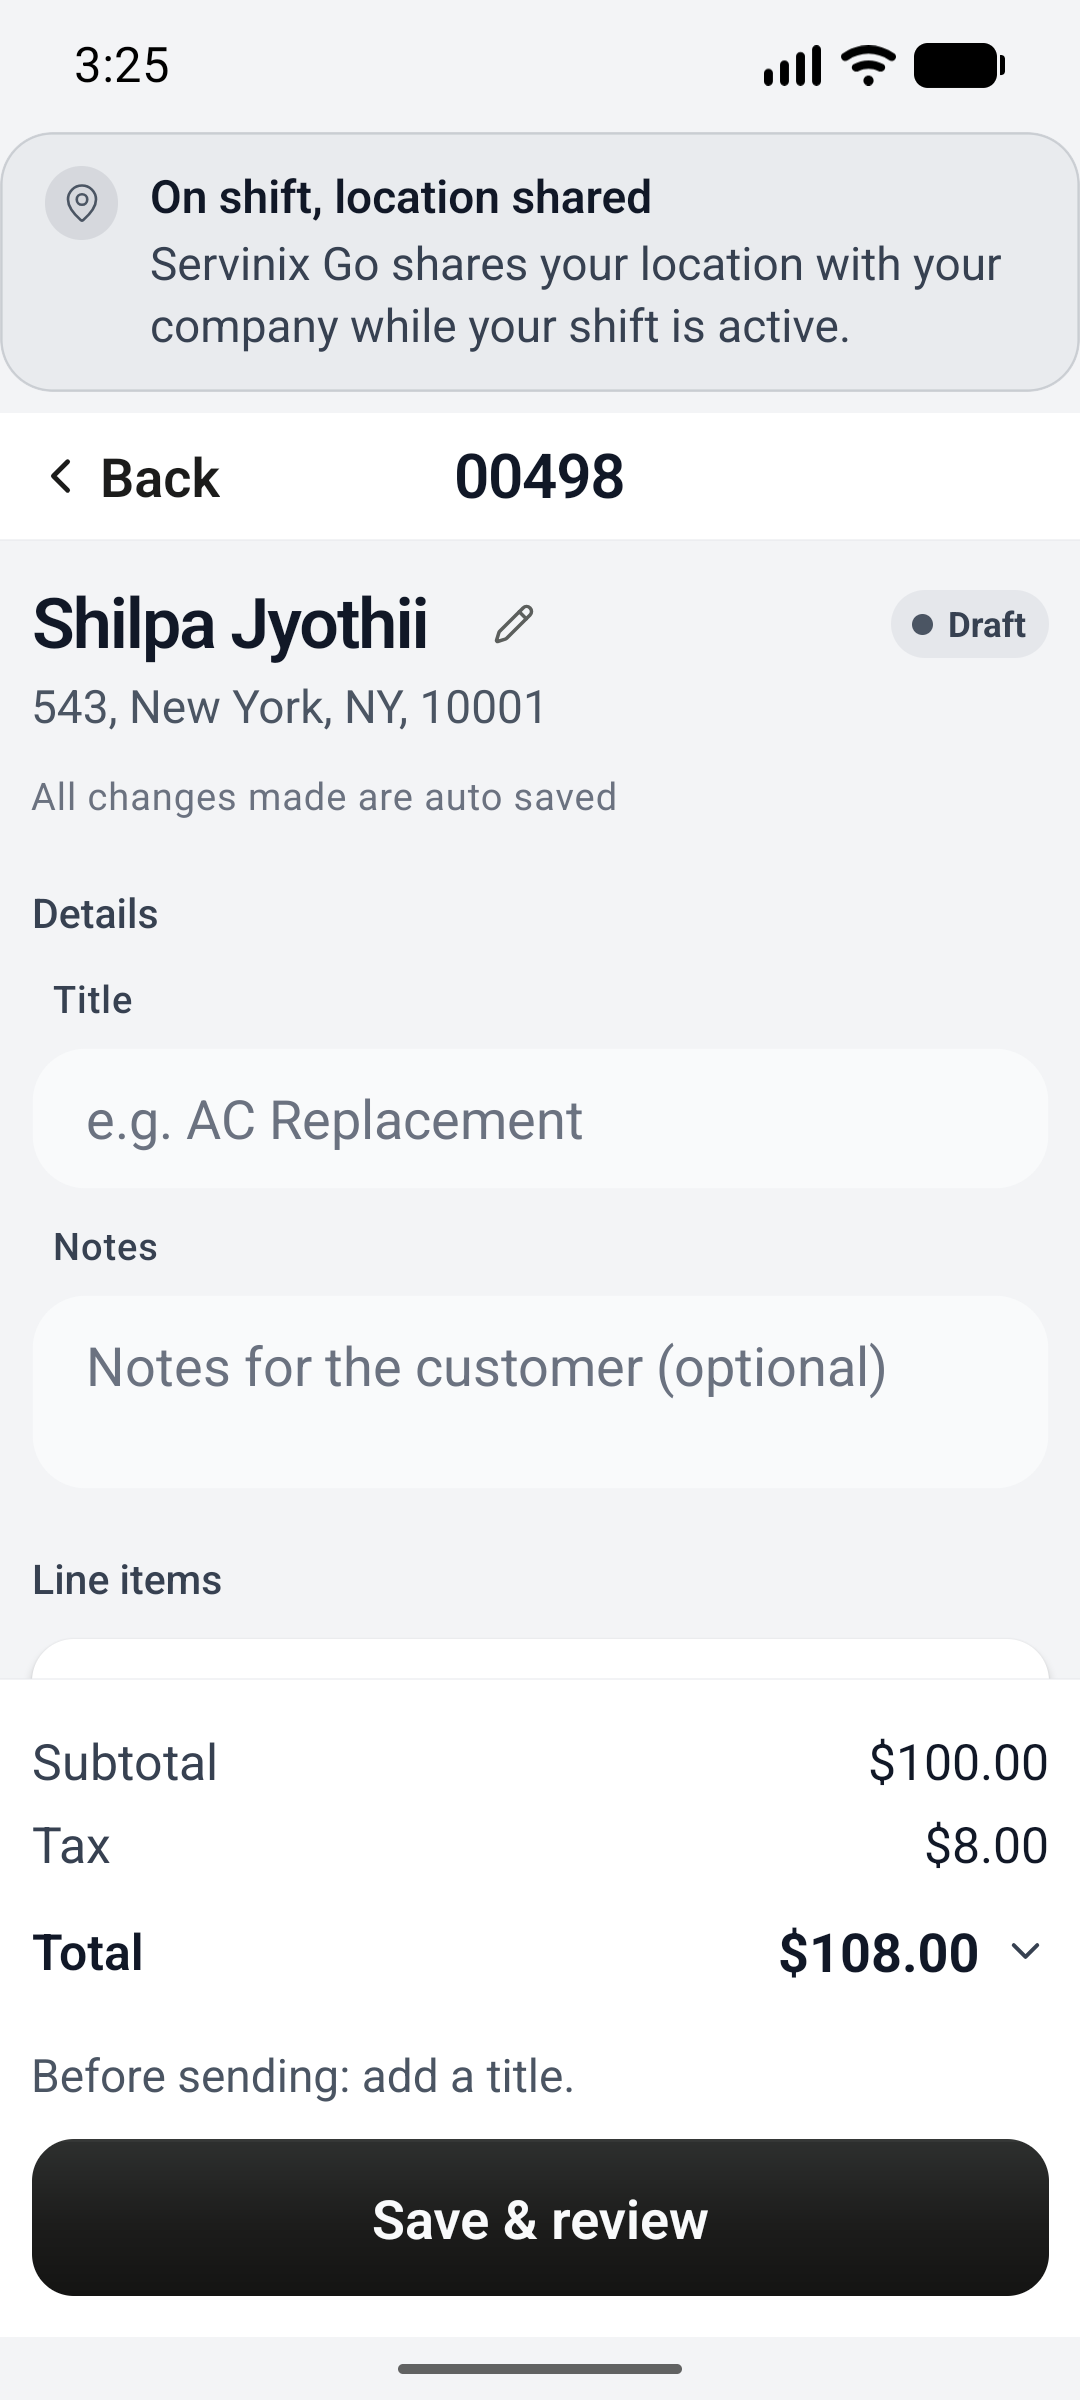 3:25
On shift, location shared
Servinix Go shares your location with your
company while your shift is active.
Back
00498
Shilpa Jyothii
Draft
543, New York, NY, 10001
All changes made are auto saved
Details
Title
e.g. AC Replacement
Notes
Notes for the customer (optional)
Line items
Subtotal $100.00
Tax $8.00
Total $108.00
Before sending: add a title.
Save & review